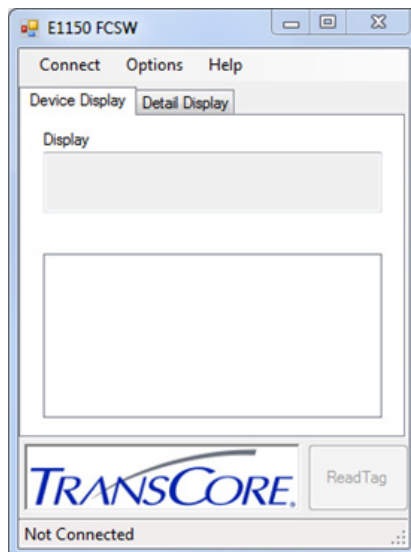 E1150 FCSW
Connect Options Help
Device Display Detail Display
Display
TRANSCORE.
ReadTag
Not Connected